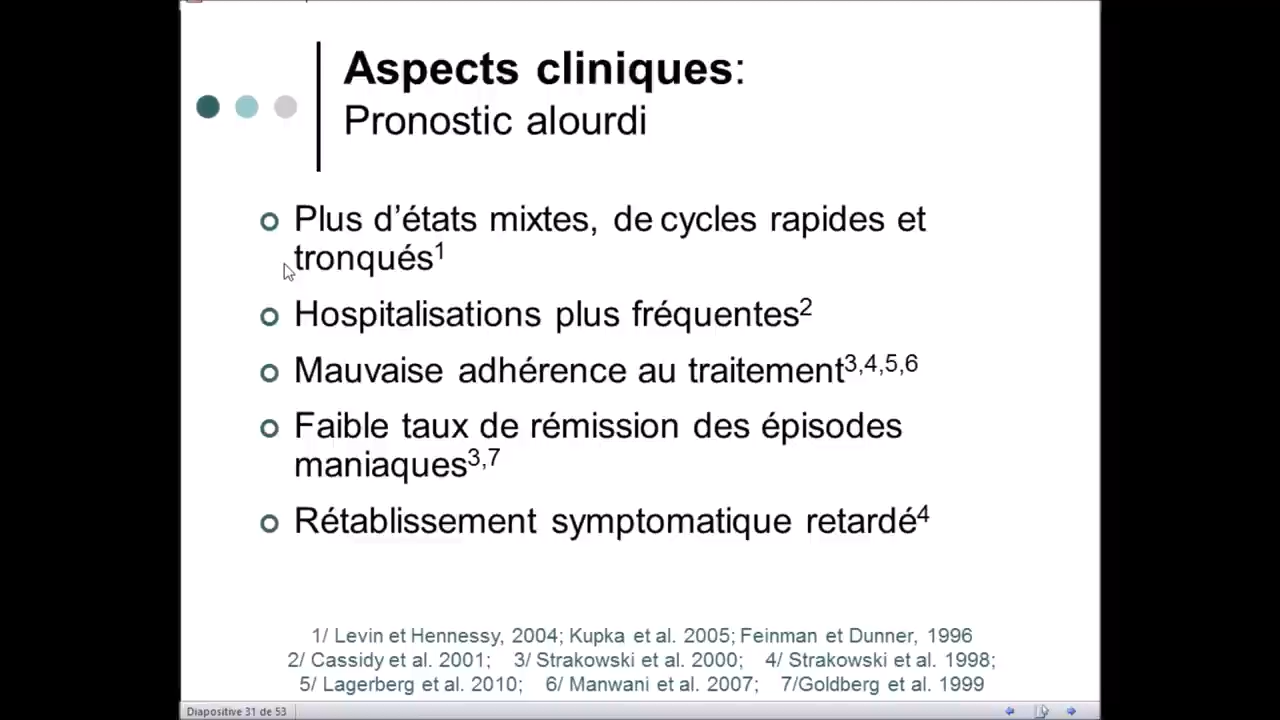 Aspects cliniques:
Pronostic alourdi
Plus d’états mixtes, de cycles rapides et
tronqués1
Hospitalisations plus fréquentes2
Mauvaise adhérence au traitement3,4,5,6
Faible taux de rémission des épisodes
maniaques3,7
Rétablissement symptomatique retardé4
1/ Levin et Hennessy, 2004; Kupka et al. 2005; Feinman et Dunner, 1996
2/ Cassidy et al. 2001; 3/ Strakowski et al. 2000; 4/ Strakowski et al. 1998;
5/ Lagerberg et al. 2010; 6/ Manwani et al. 2007; 7/Goldberg et al. 1999
Diapositive 31 de 53